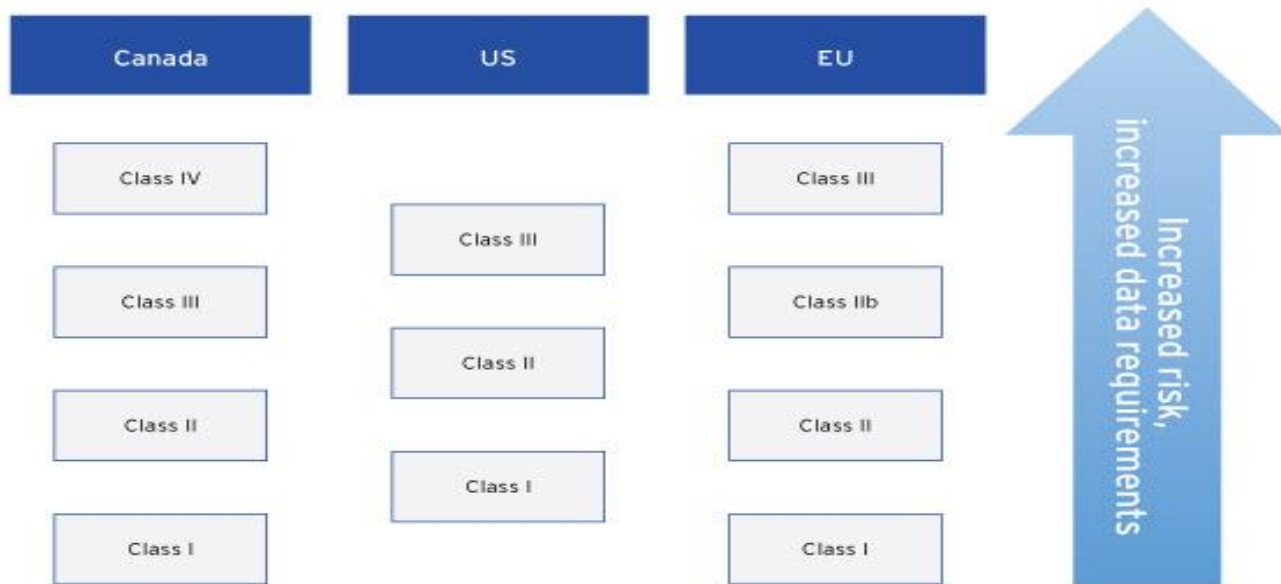 Canada
US
EU
Class IV
Class III
Class III
Class III
Class IIb
Class II
Class II
Class II
Class I
Class I
Class I
Increased risk,
increased data requirements